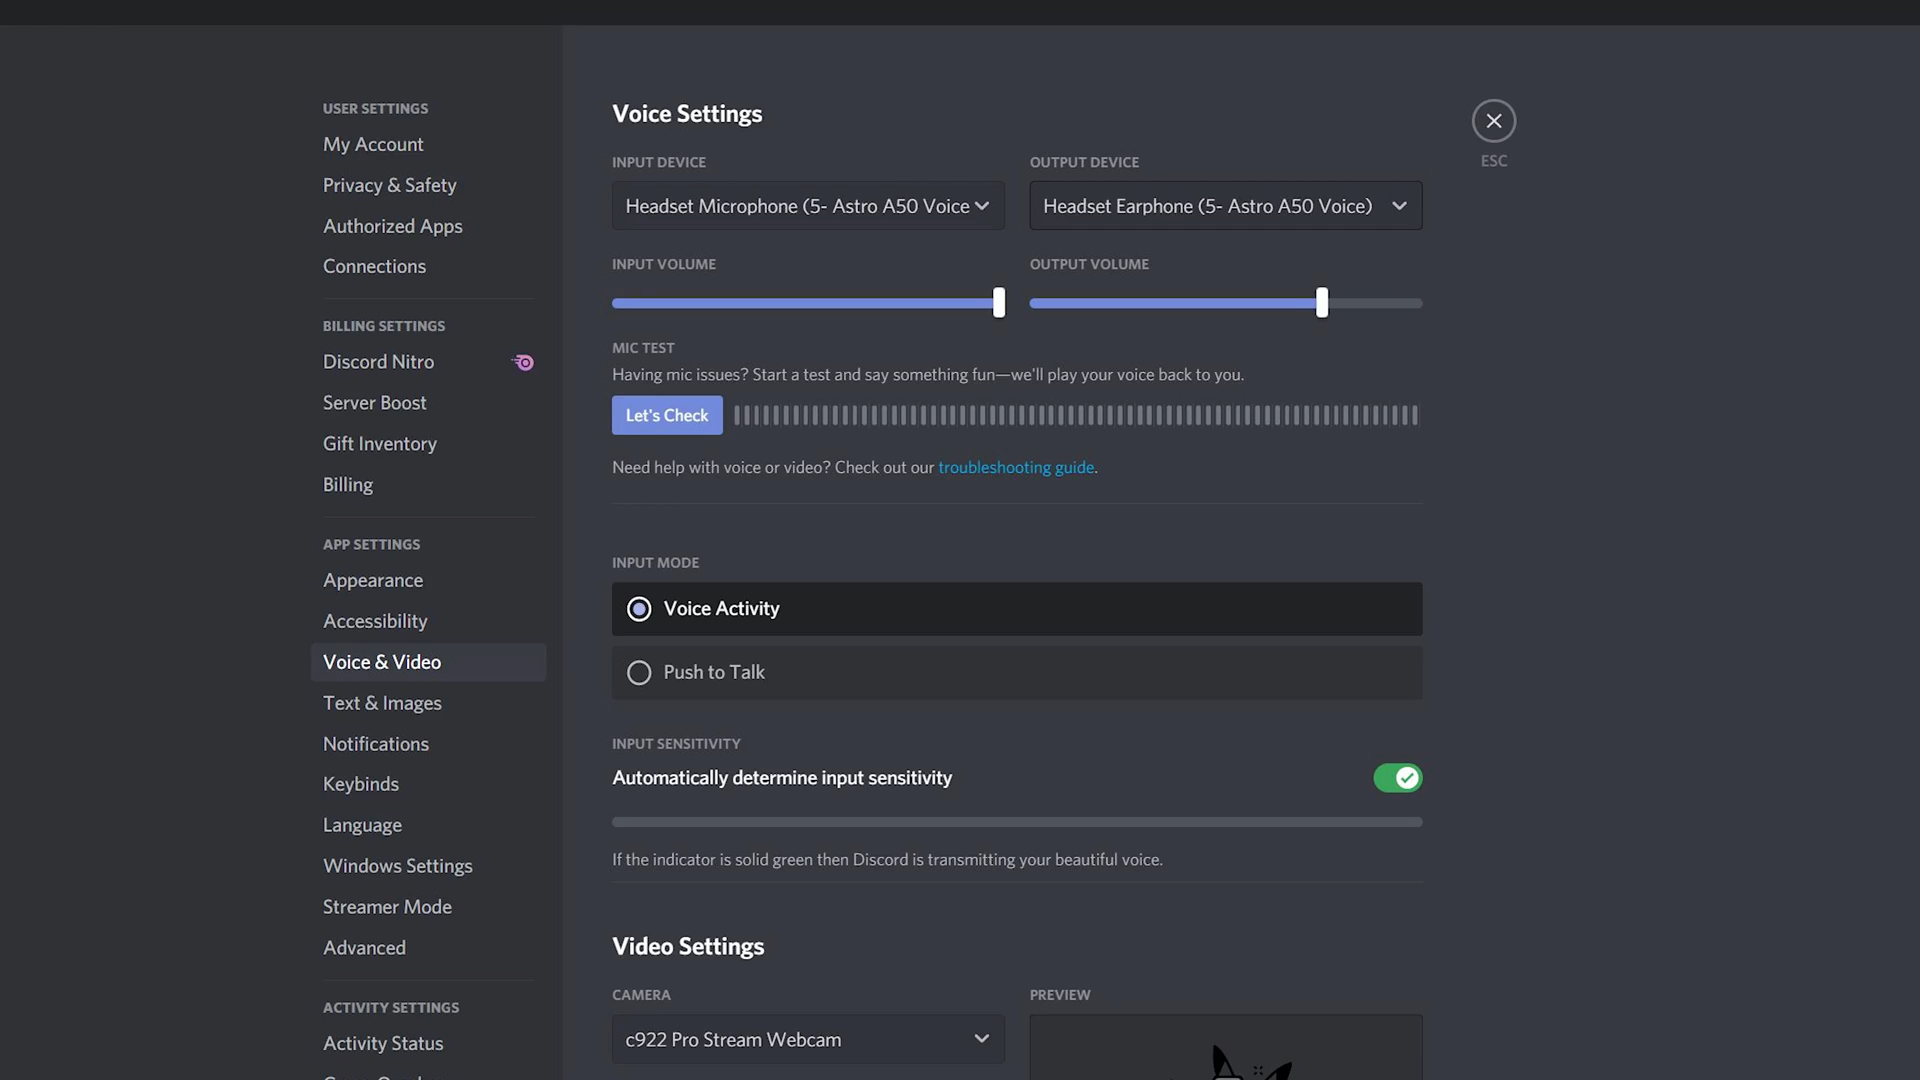 USER SETTINGS
My Account
Privacy & Safety
Authorized Apps
Connections
BILLING SETTINGS
Discord Nitro
Server Boost
Gift Inventory
Billing
APP SETTINGS
Appearance
Accessibility
Voice & Video
Text & Images
Notifications
Keybinds
Language
Windows Settings
Streamer Mode
Advanced
ACTIVITY SETTINGS
Activity Status
Voice Settings
ESC
INPUT DEVICE
Headset Microphone (5- Astro A50 Voice
OUTPUT DEVICE
Headset Earphone (5- Astro A50 Voice)
INPUT VOLUME
OUTPUT VOLUME
MIC TEST
Having mic issues? Start a test and say something fun—we'll play your voice back to you.
Let's Check
Need help with voice or video? Check out our troubleshooting guide.
INPUT MODE
Voice Activity
Push to Talk
INPUT SENSITIVITY
Automatically determine input sensitivity
If the indicator is solid green then Discord is transmitting your beautiful voice.
Video Settings
CAMERA
c922 Pro Stream Webcam
PREVIEW